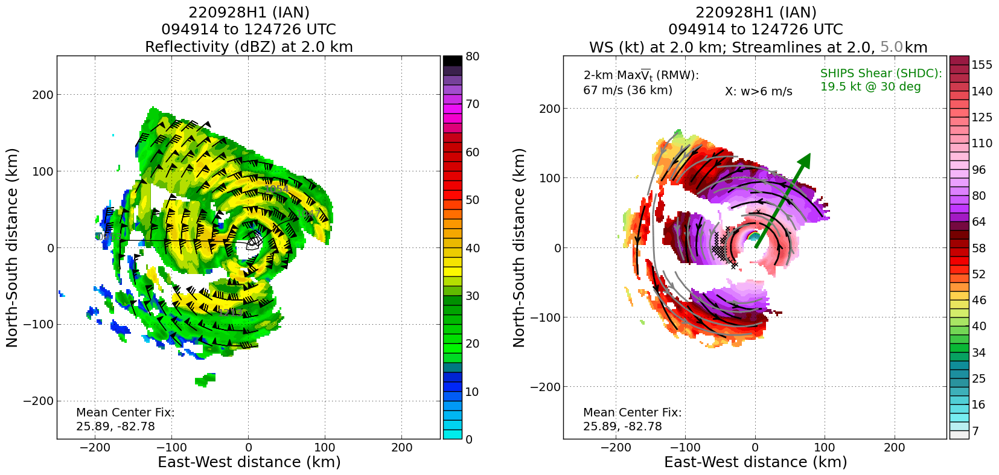 220928H1 (IAN)
094914 to 124726 UTC
Reflectivity (dBZ) at 2.0 km
North-South distance (km)
200
100
0
−100
−200
−200
−100
0
100
200
East-West distance (km)
1054
Mean Center Fix:
25.89, -82.78
80
70
60
50
40
30
20
10
0
220928H1 (IAN)
094914 to 124726 UTC
WS (kt) at 2.0 km; Streamlines at 2.0, 5.0km
2-km MaxV̅t (RMW):
67 m/s (36 km)
X: w>6 m/s
SHIPS Shear (SHDC):
19.5 kt @ 30 deg
North-South distance (km)
200
100
0
−100
−200
−200
−100
0
100
200
East-West distance (km)
Mean Center Fix:
25.89, -82.78
155
140
125
110
96
80
64
58
52
46
40
34
25
16
7